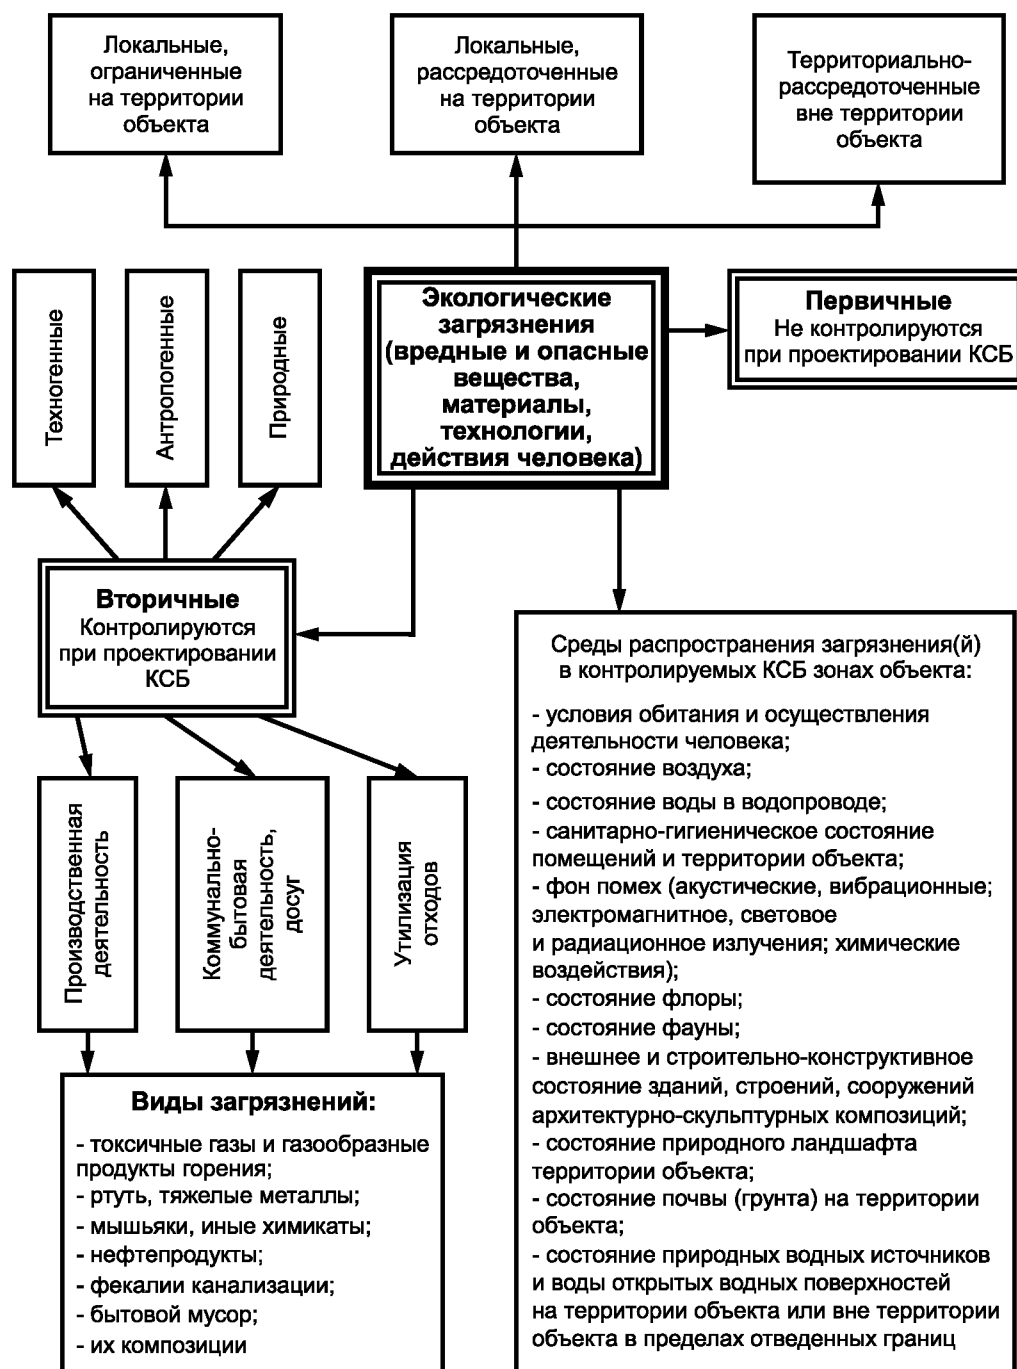 Локальные,
ограниченные
на территории
объекта
Локальные,
рассредоточенные
на территории
объекта
Территориально-
рассредоточенные
вне территории
объекта
Техногенные
Антропогенные
Природные
Экологические
загрязнения
(вредные и опасные
вещества,
материалы,
технологии,
действия человека)
Первичные
Не контролируются
при проектировании КСБ
Вторичные
Контролируются
при проектировании
КСБ
Производственная
деятельность
Коммунально-
бытовая
деятельность,
досуг
Утилизация
отходов
Виды загрязнений:
- токсичные газы и газообразные
продукты горения;
- ртуть, тяжелые металлы;
- мышьяки, иные химикаты;
- нефтепродукты;
- фекалии канализации;
- бытовой мусор;
- их композиции
Среды распространения загрязнения(й)
в контролируемых КСБ зонах объекта:
- условия обитания и осуществления
деятельности человека;
- состояние воздуха;
- состояние воды в водопроводе;
- санитарно-гигиеническое состояние
помещений и территории объекта;
- фон помех (акустические, вибрационные;
электромагнитное, световое
и радиационное излучения; химические
воздействия);
- состояние флоры;
- состояние фауны;
- внешнее и строительно-конструктивное
состояние зданий, строений, сооружений
архитектурно-скульптурных композиций;
- состояние природного ландшафта
территории объекта;
- состояние почвы (грунта) на территории
объекта;
- состояние природных водных источников
и воды открытых водных поверхностей
на территории объекта или вне территории
объекта в пределах отведенных границ